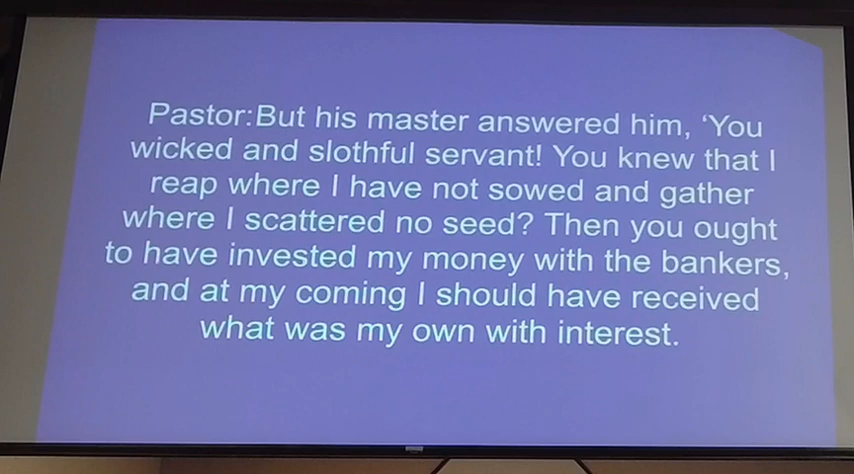 Pastor:But his master answered him, ‘You
wicked and slothful servant! You knew that I
reap where I have not sowed and gather
where I scattered no seed? Then you ought
to have invested my money with the bankers,
and at my coming I should have received
what was my own with interest.